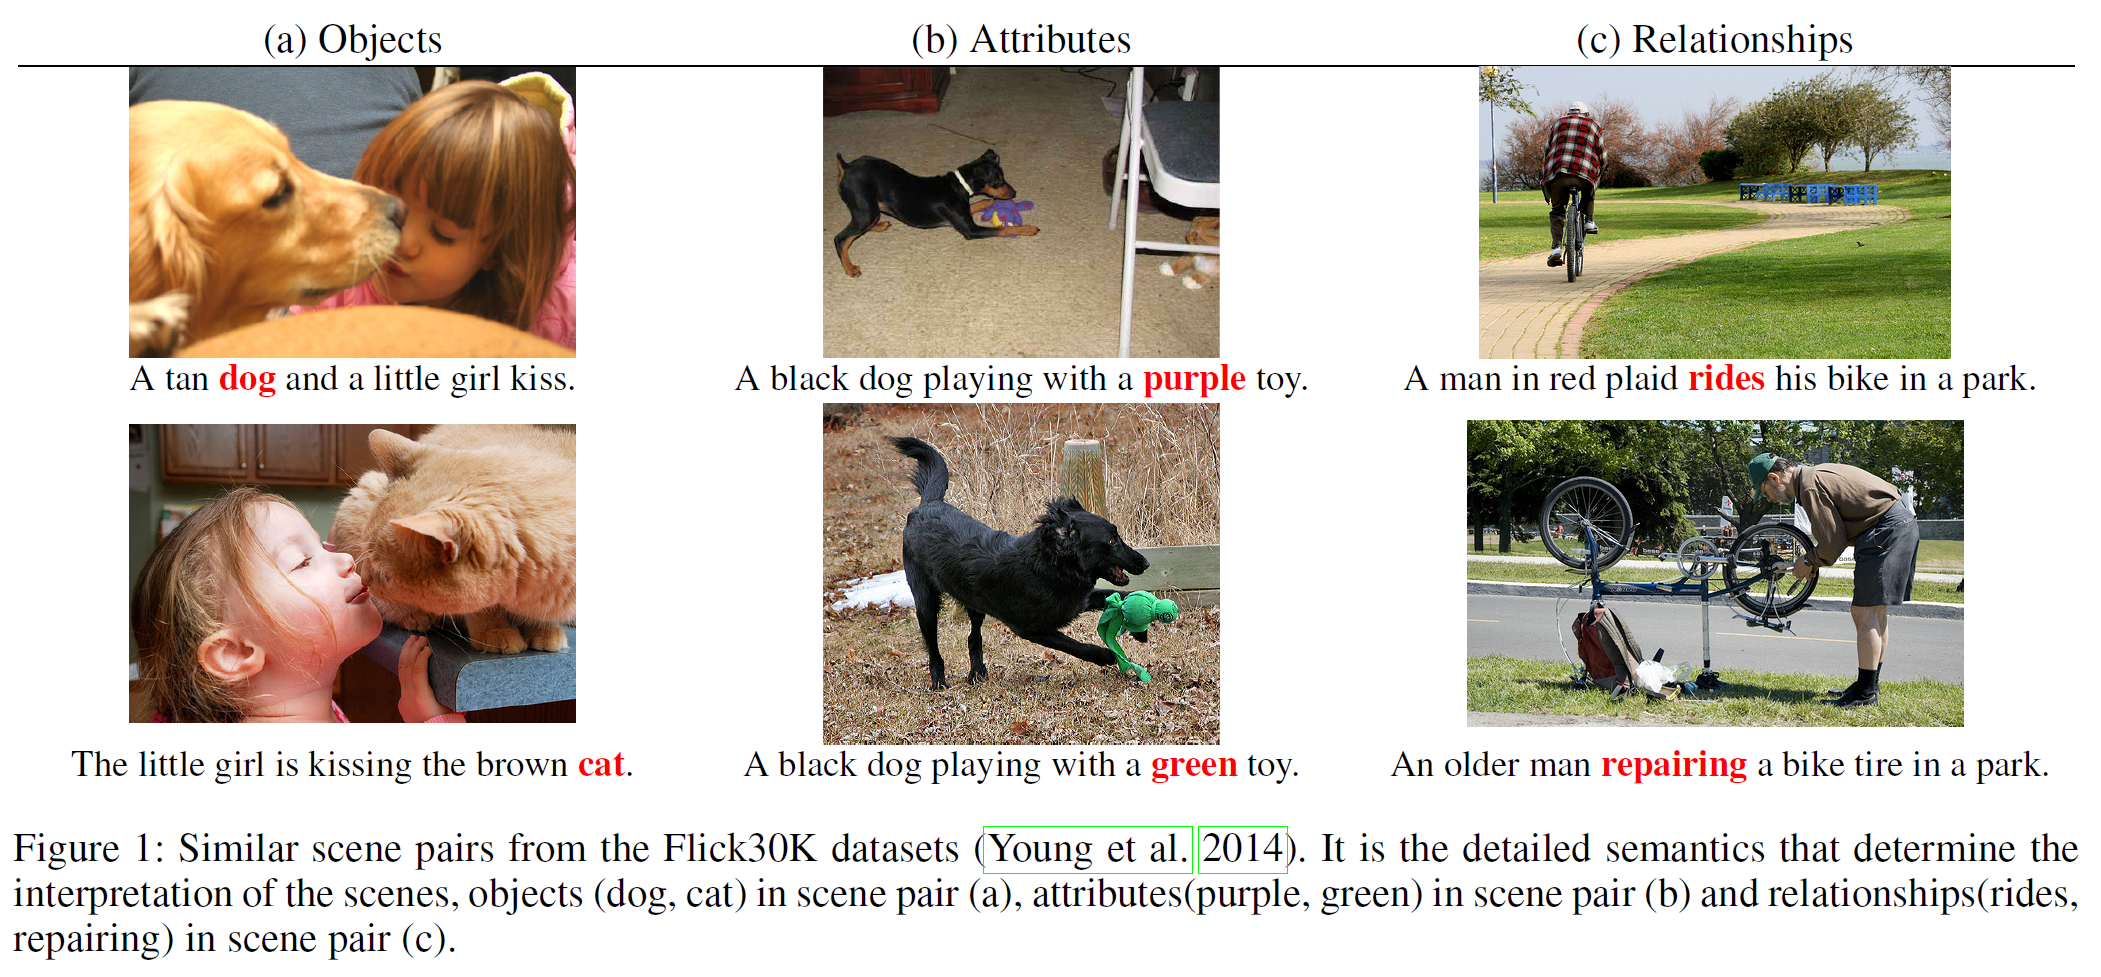 (a) Objects
(b) Attributes
(c) Relationships
A tan dog and a little girl kiss.
A black dog playing with a purple toy.
A man in red plaid rides his bike in a park.
The little girl is kissing the brown cat.
A black dog playing with a green toy.
An older man repairing a bike tire in a park.
Figure 1: Similar scene pairs from the Flick30K datasets (Young et al. 2014). It is the detailed semantics that determine the
interpretation of the scenes, objects (dog, cat) in scene pair (a), attributes(purple, green) in scene pair (b) and relationships(rides,
repairing) in scene pair (c).